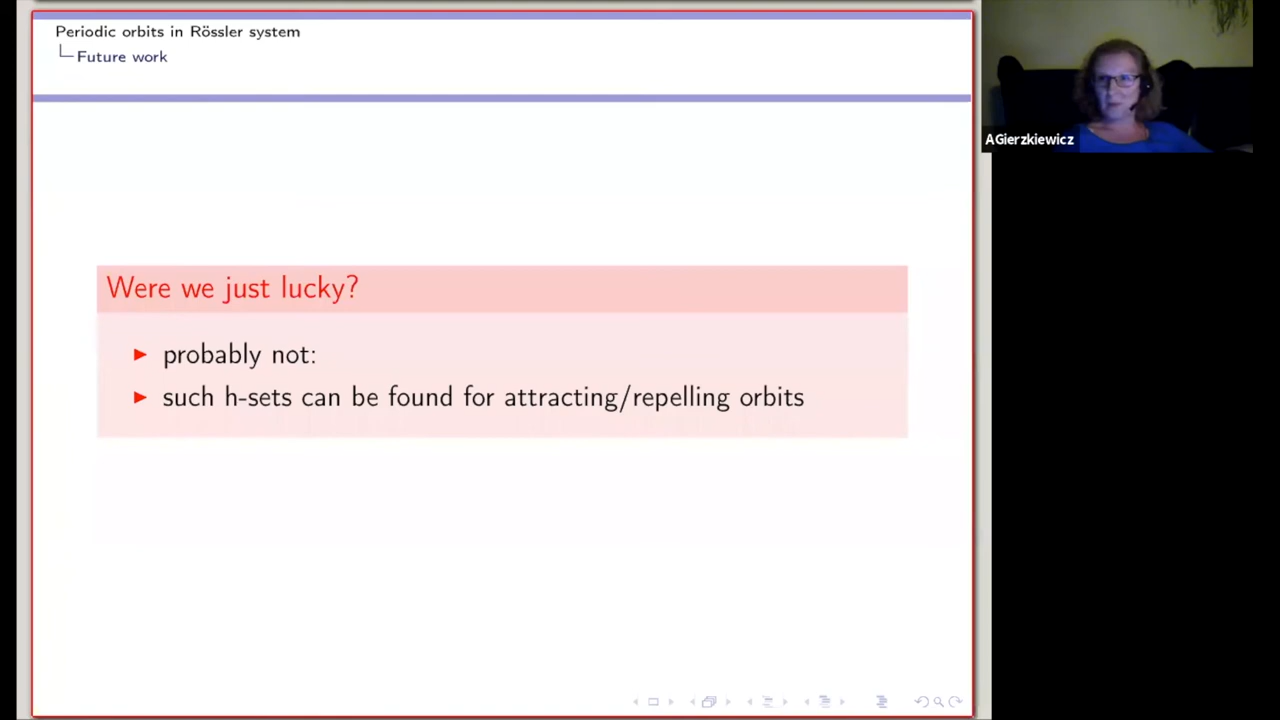 Periodic orbits in Rössler system
Future work
AGierzkiewicz
Were we just lucky?
probably not:
such h-sets can be found for attracting/repelling orbits